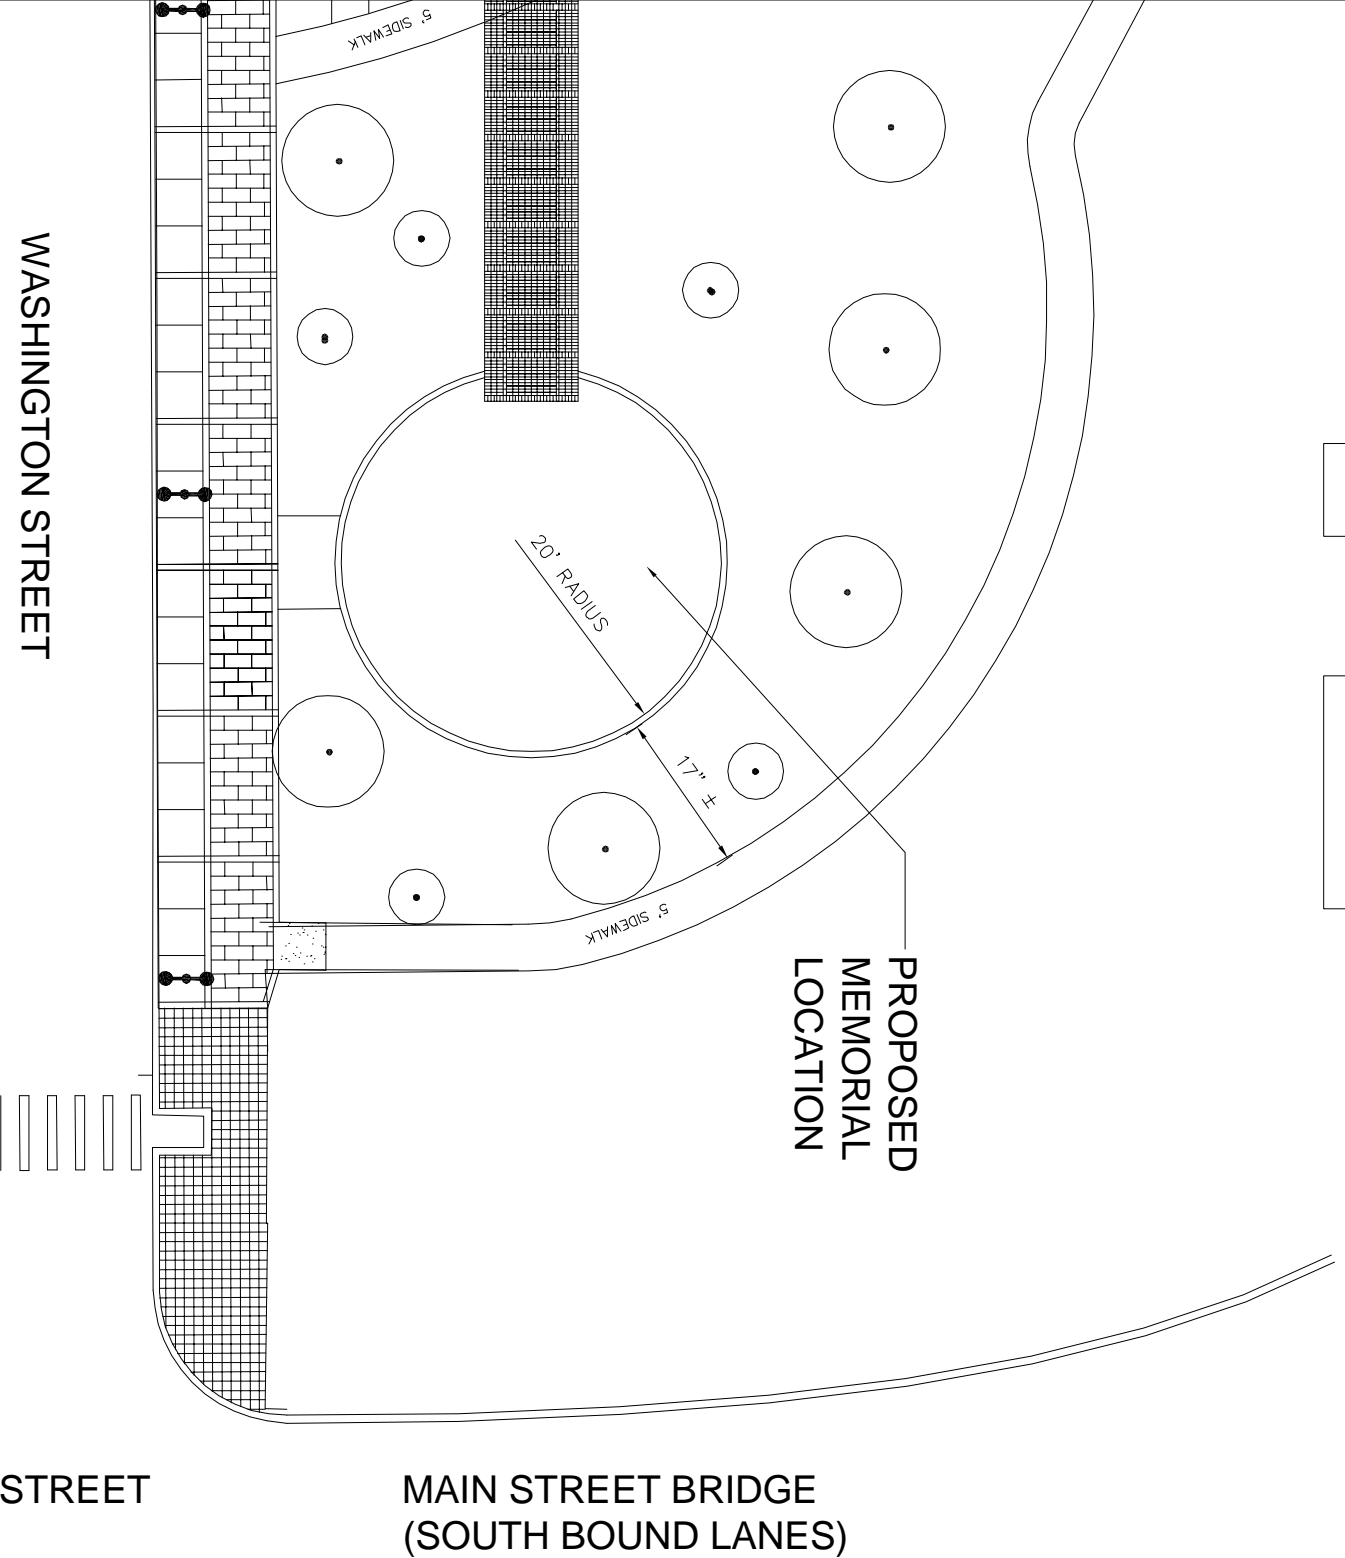 5' SIDEWALK
WASHINGTON STREET
20' RADIUS
17" ±
5' SIDEWALK
PROPOSED
MEMORIAL
LOCATION
STREET
MAIN STREET BRIDGE
(SOUTH BOUND LANES)